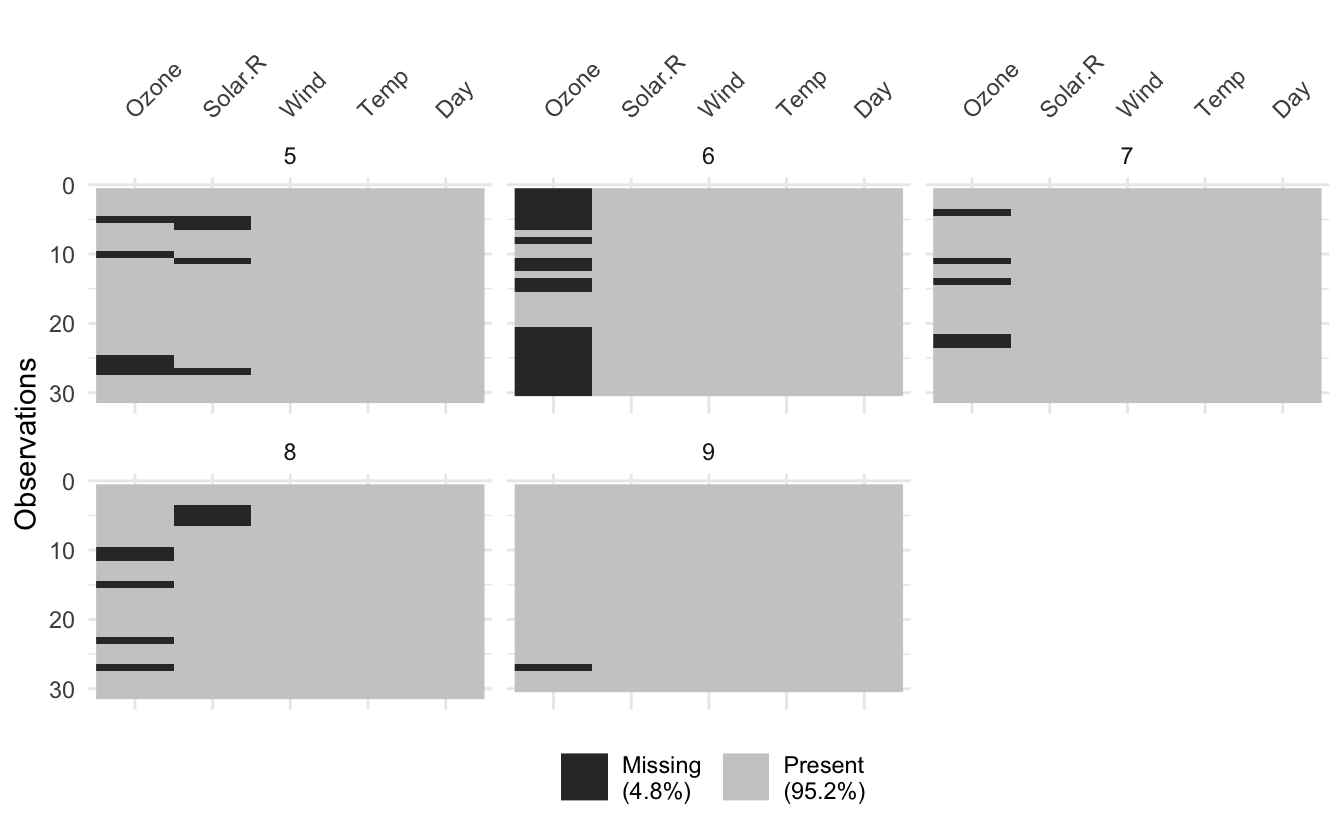 Ozone Solar.R Wind Temp Day Ozone Solar.R Wind Temp Day Ozone Solar.R Wind Temp Day
5 6 7
0
10
20
30
Observations
8 9
0
10
20
30
Missing Present
(4.8%) (95.2%)